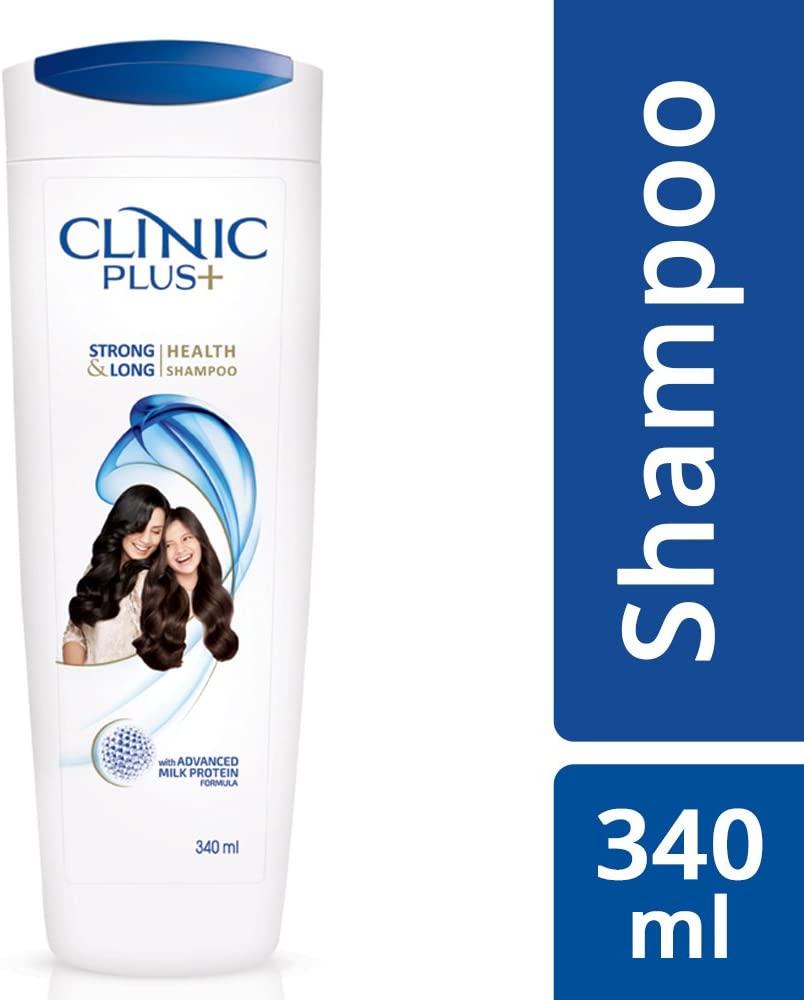 CLINIC
PLUS+
STRONG
& LONG
HEALTH
SHAMPOO
with ADVANCED
MILK PROTEIN
FORMULA
340 ml
Shampoo
340
ml